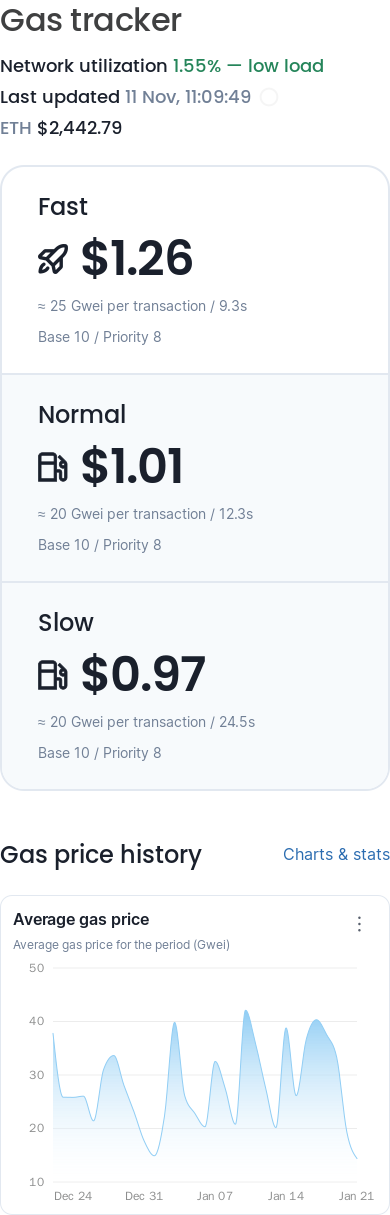 Gas tracker
Network utilization 1.55% — low load
Last updated 11 Nov, 11:09:49
ETH $2,442.79
Fast
$1.26
≈ 25 Gwei per transaction / 9.3s
Base 10 / Priority 8
Normal
$1.01
≈ 20 Gwei per transaction / 12.3s
Base 10 / Priority 8
Slow
$0.97
≈ 20 Gwei per transaction / 24.5s
Base 10 / Priority 8
Gas price history Charts & stats
Average gas price
Average gas price for the period (Gwei)
50
40
30
20
10
Dec 24 Dec 31 Jan 07 Jan 14 Jan 21